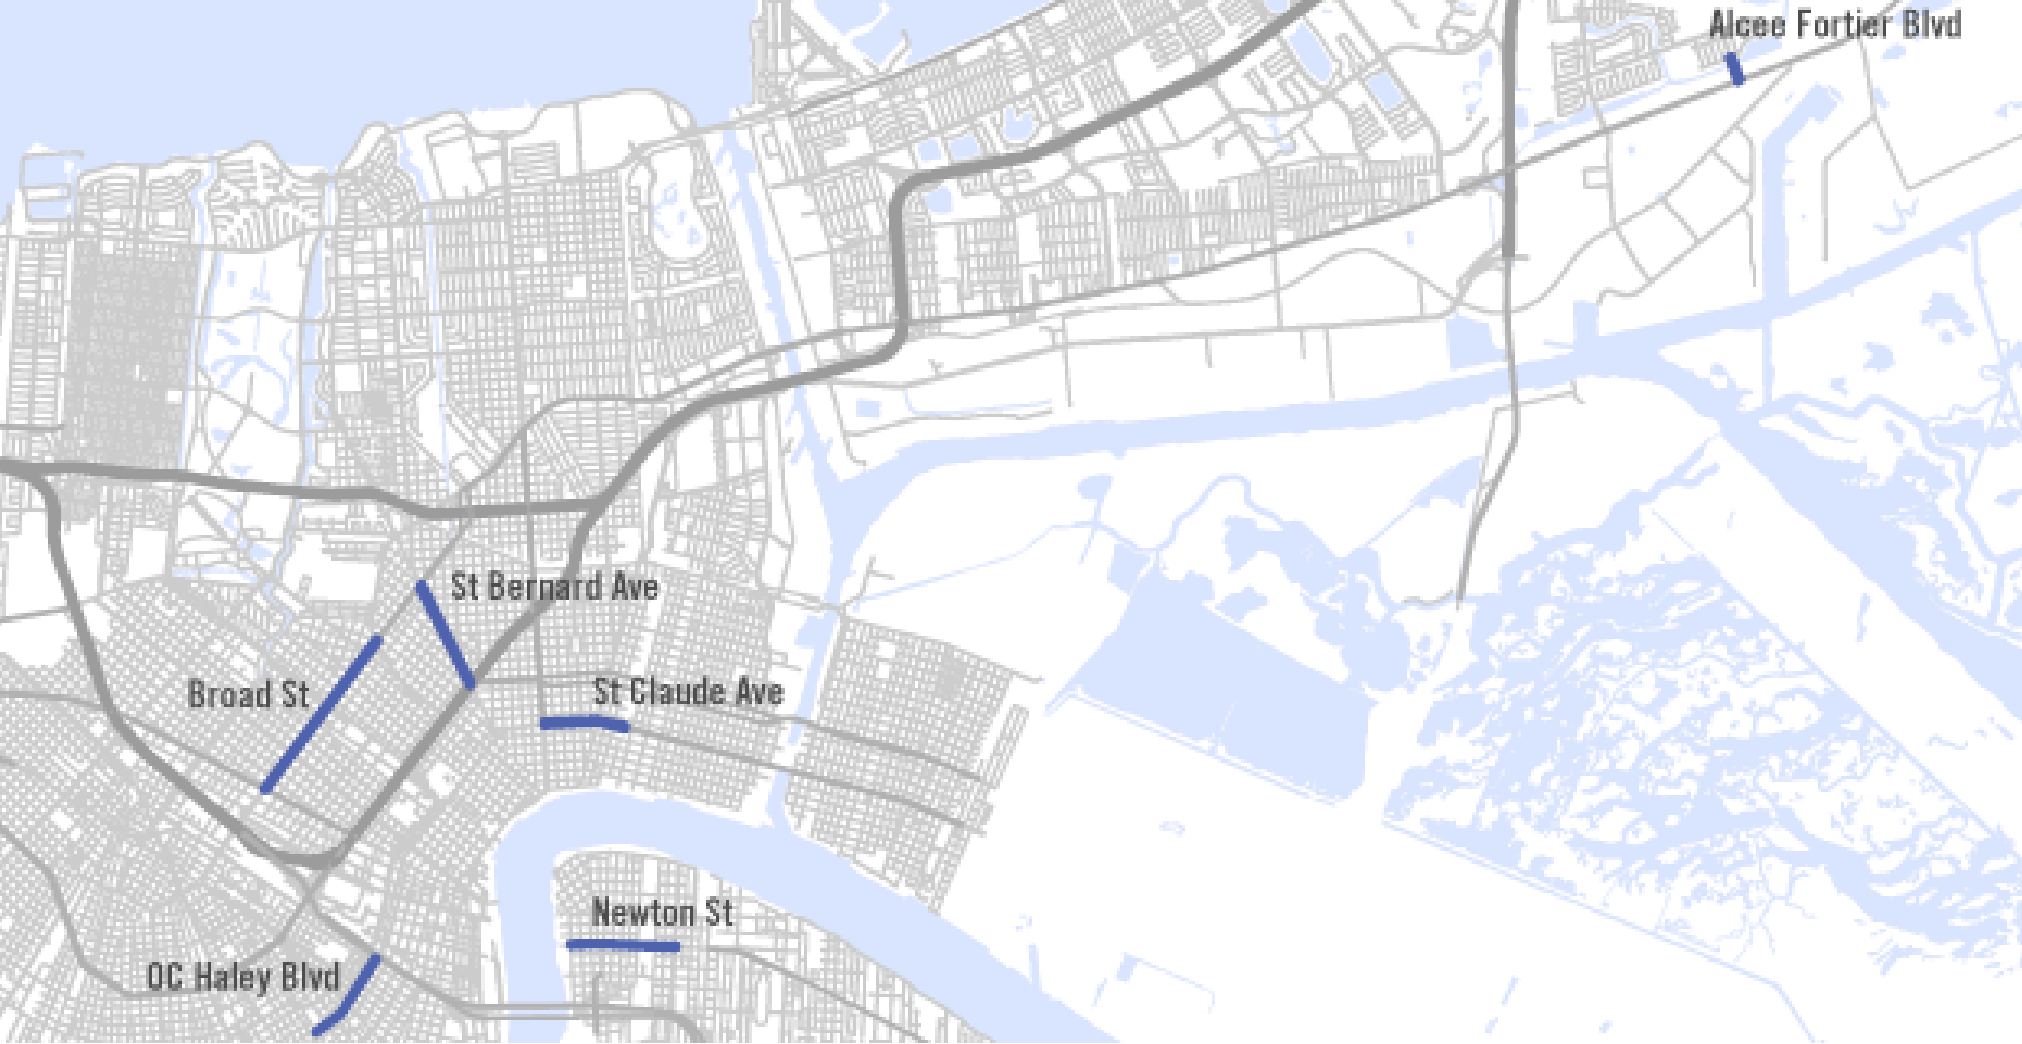 Alcee Fortier Blvd
St Bernard Ave
Broad St
St Claude Ave
Newton St
OC Haley Blvd